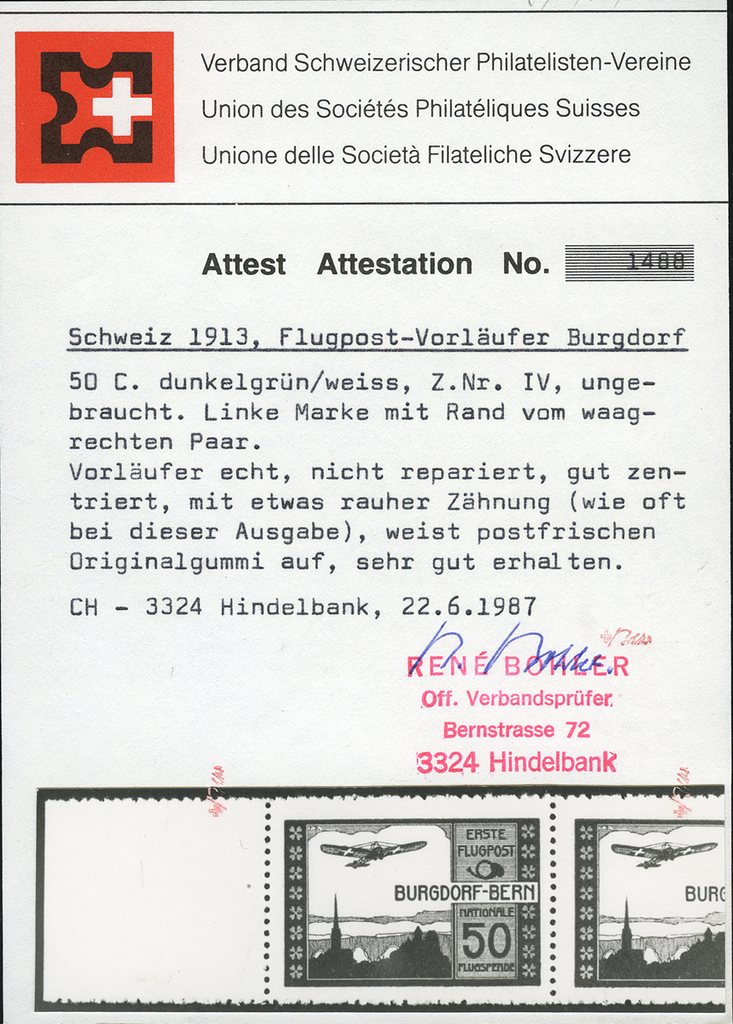 Verband Schweizerischer Philatelisten-Vereine
Union des Sociétés Philatéliques Suisses
Unione delle Società Filateliche Svizzere
Attest Attestation No. 1488
Schweiz 1913, Flugpost-Vorläufer Burgdorf
50 C. dunkelgrün/weiss, Z.Nr. IV, unge-
braucht. Linke Marke mit Rand vom waag-
rechten Paar.
Vorläufer echt, nicht repariert, gut zen-
triert, mit etwas rauher Zähnung (wie oft
bei dieser Ausgabe), weist postfrischen
Originalgummi auf, sehr gut erhalten.
CH - 3324 Hindelbank, 22.6.1987
RENÉ BOHLER
Off. Verbandsprüfer
Bernstrasse 72
3324 Hindelbank
ERSTE
FLUGPOST
BURGDORF-BERN
NATIONALE
50
FLUGSPENDE
BURG